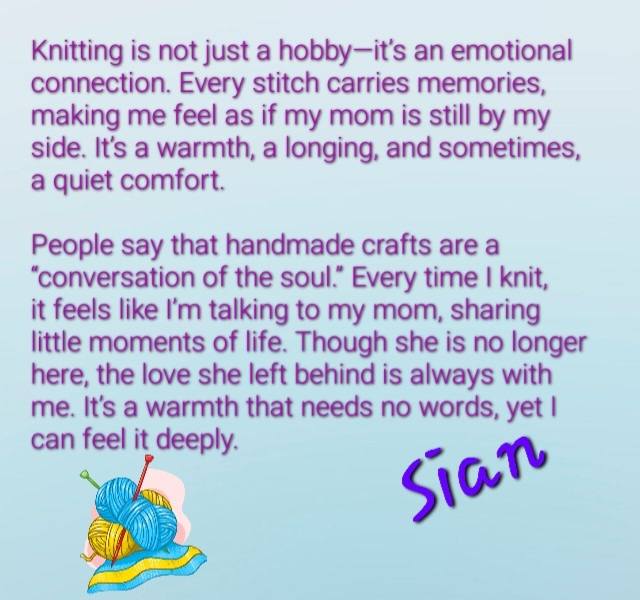 Knitting is not just a hobby—it's an emotional
connection. Every stitch carries memories,
making me feel as if my mom is still by my
side. It's a warmth, a longing, and sometimes,
a quiet comfort.
People say that handmade crafts are a
“conversation of the soul.” Every time I knit,
it feels like I'm talking to my mom, sharing
little moments of life. Though she is no longer
here, the love she left behind is always with
me. It's a warmth that needs no words, yet I
can feel it deeply.
Sian